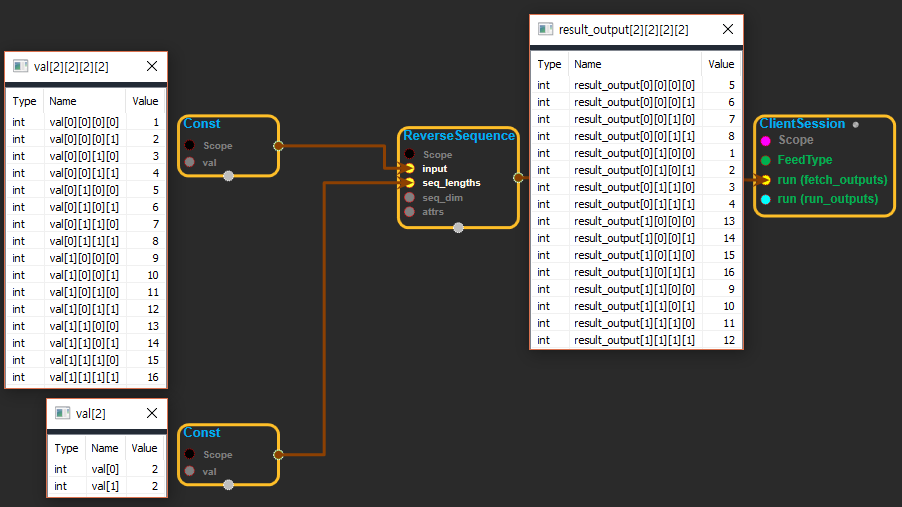 val[2][2][2][2]
Type Name Value
int val[0][0][0][0] 1
int val[0][0][0][1] 2
int val[0][0][1][0] 3
int val[0][0][1][1] 4
int val[0][1][0][0] 5
int val[0][1][0][1] 6
int val[0][1][1][0] 7
int val[0][1][1][1] 8
int val[1][0][0][0] 9
int val[1][0][0][1] 10
int val[1][0][1][0] 11
int val[1][0][1][1] 12
int val[1][1][0][0] 13
int val[1][1][0][1] 14
int val[1][1][1][0] 15
int val[1][1][1][1] 16
val[2]
Type Name Value
int val[0] 2
int val[1] 2
Const
Scope
val
Const
Scope
val
ReverseSequence
Scope
input
seq_lengths
seq_dim
attrs
result_output[2][2][2][2]
Type Name Value
int result_output[0][0][0][0] 5
int result_output[0][0][0][1] 6
int result_output[0][0][1][0] 7
int result_output[0][0][1][1] 8
int result_output[0][1][0][0] 1
int result_output[0][1][0][1] 2
int result_output[0][1][1][0] 3
int result_output[0][1][1][1] 4
int result_output[1][0][0][0] 13
int result_output[1][0][0][1] 14
int result_output[1][0][1][0] 15
int result_output[1][0][1][1] 16
int result_output[1][1][0][0] 9
int result_output[1][1][0][1] 10
int result_output[1][1][1][0] 11
int result_output[1][1][1][1] 12
ClientSession
Scope
FeedType
run (fetch_outputs)
run (run_outputs)